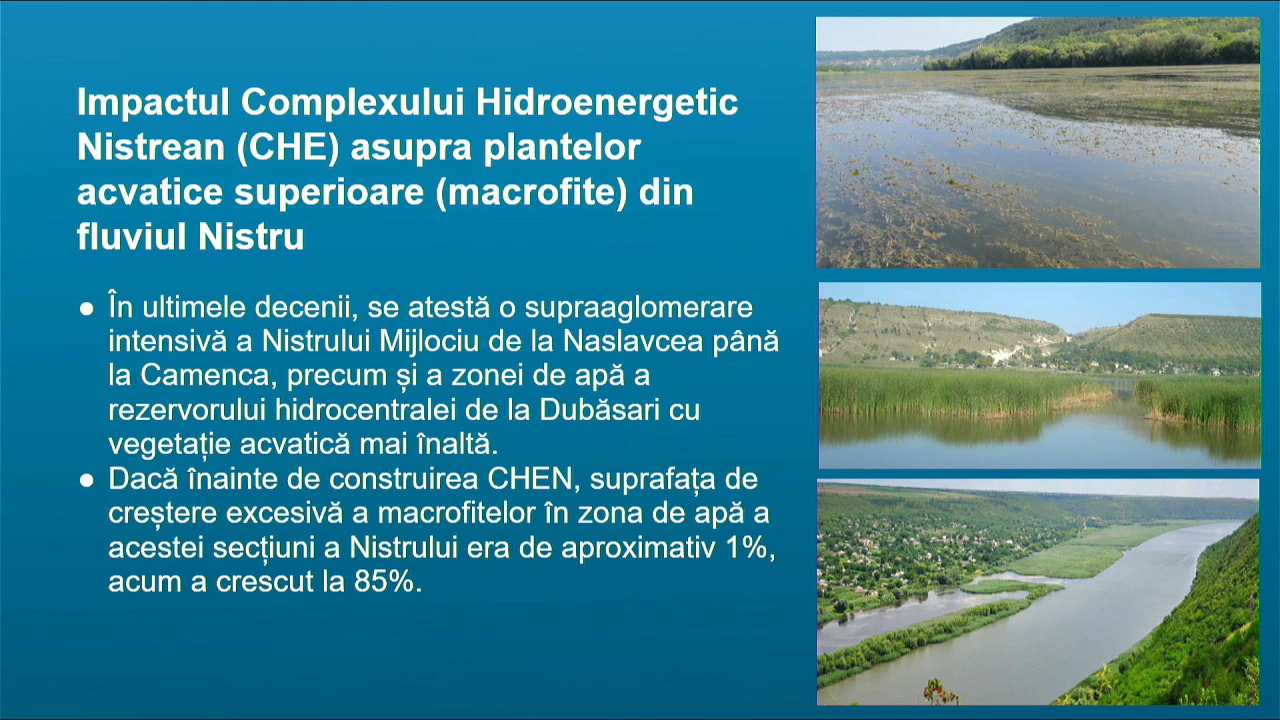 Impactul Complexului Hidroenergetic
Nistrean (CHE) asupra plantelor
acvatice superioare (macrofite) din
fluviul Nistru
● În ultimele decenii, se atestă o supraaglomerare
intensivă a Nistrului Mijlociu de la Naslavcea până
la Camenca, precum și a zonei de apă a
rezervorului hidrocentralei de la Dubăsari cu
vegetație acvatică mai înaltă.
● Dacă înainte de construirea CHEN, suprafața de
creștere excesivă a macrofitelor în zona de apă a
acestei secțiuni a Nistrului era de aproximativ 1%,
acum a crescut la 85%.